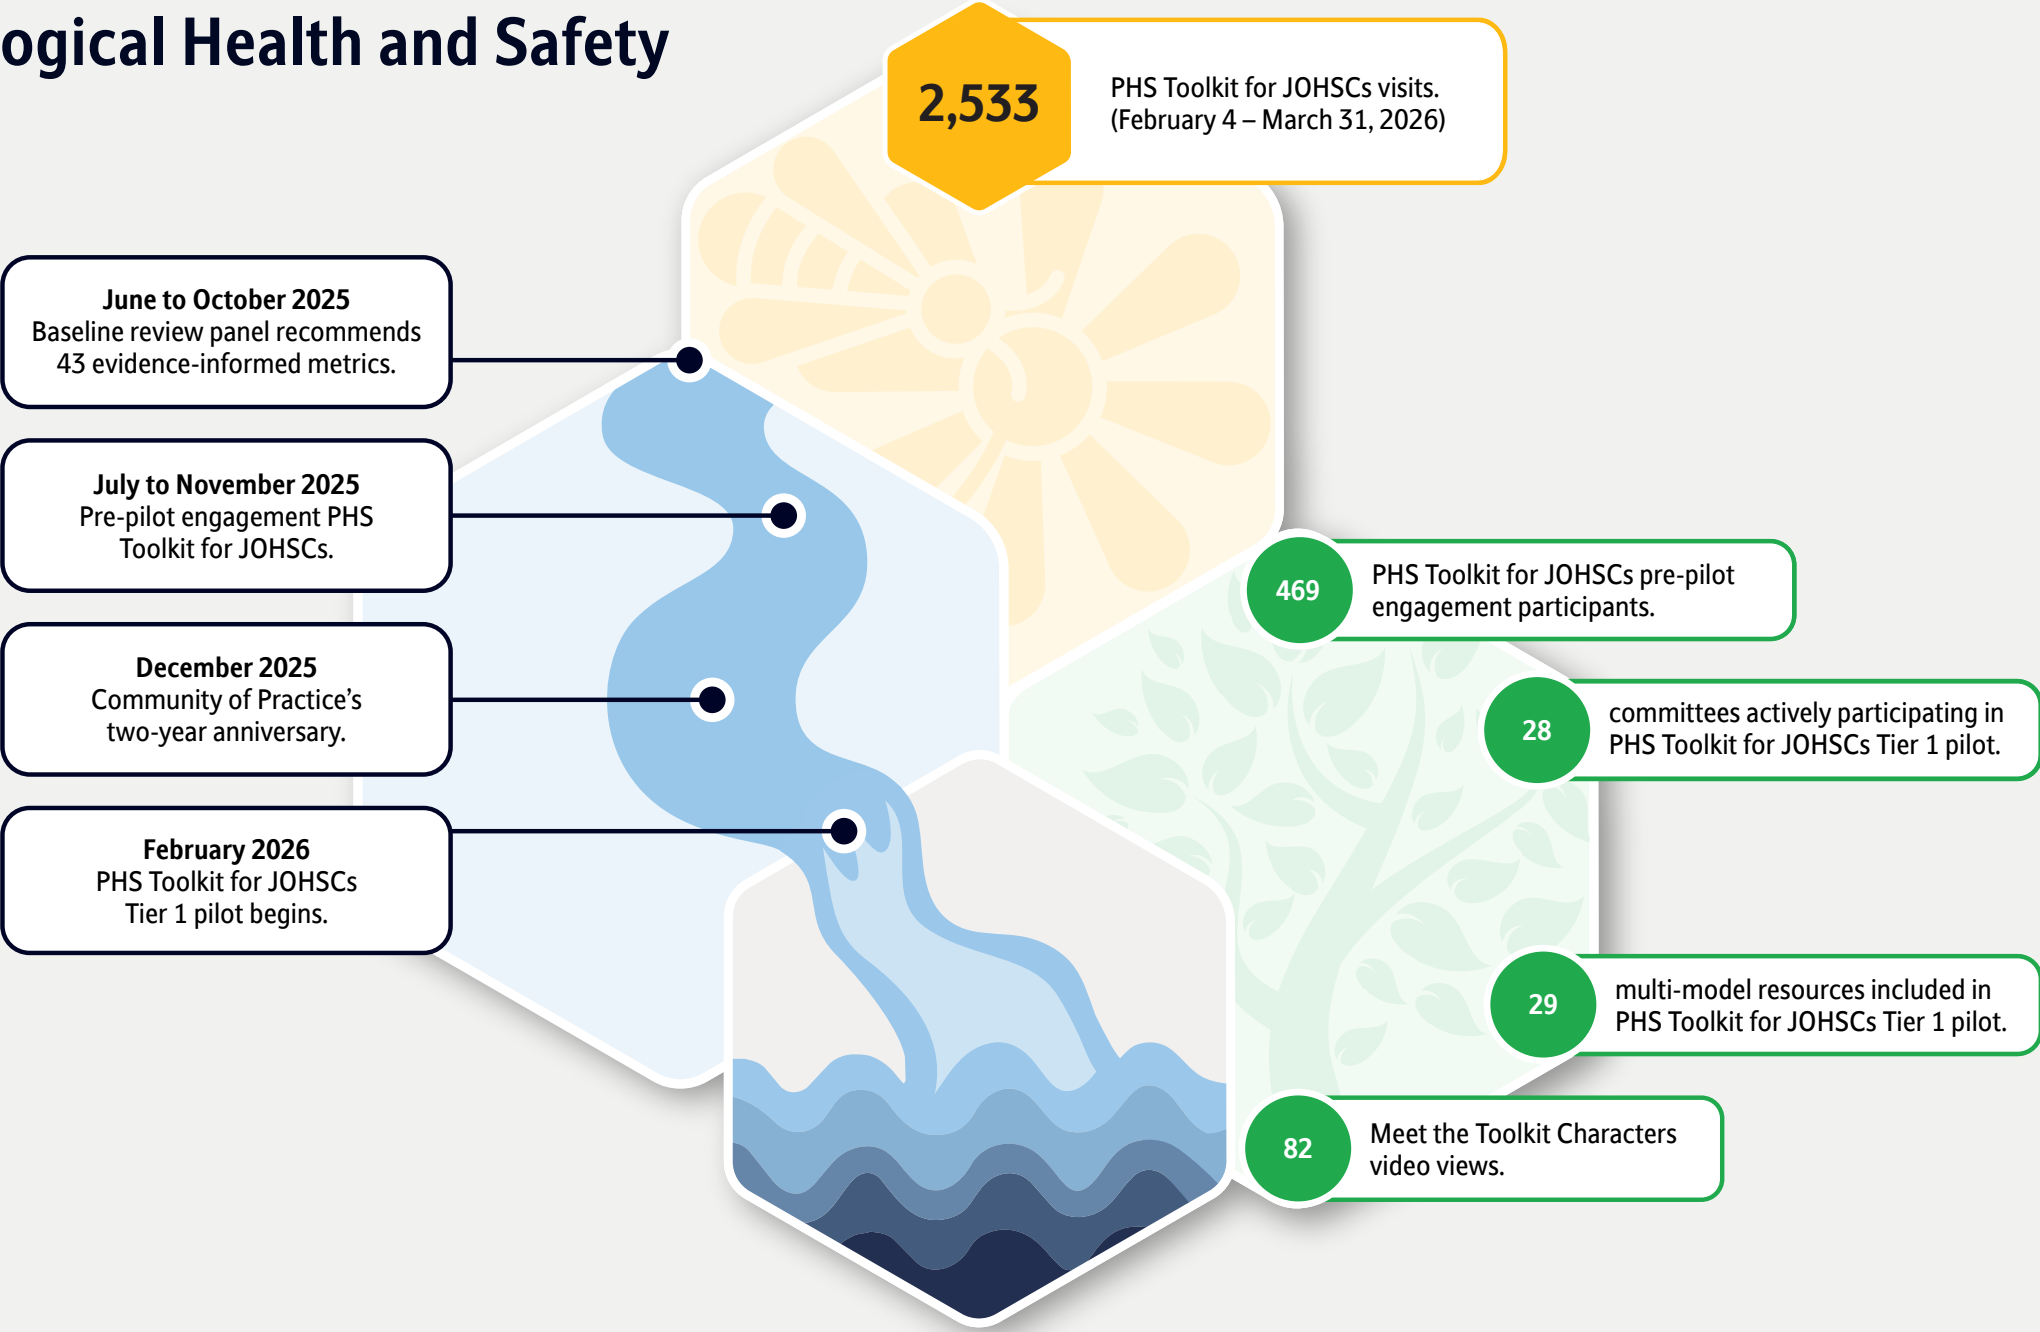 ogical Health and Safety
2,533
PHS Toolkit for JOHSCs visits.
(February 4 – March 31, 2026)
June to October 2025
Baseline review panel recommends
43 evidence-informed metrics.
July to November 2025
Pre-pilot engagement PHS
Toolkit for JOHSCs.
December 2025
Community of Practice’s
two-year anniversary.
February 2026
PHS Toolkit for JOHSCs
Tier 1 pilot begins.
469
PHS Toolkit for JOHSCs pre-pilot
engagement participants.
28
committees actively participating in
PHS Toolkit for JOHSCs Tier 1 pilot.
29
multi-model resources included in
PHS Toolkit for JOHSCs Tier 1 pilot.
82
Meet the Toolkit Characters
video views.